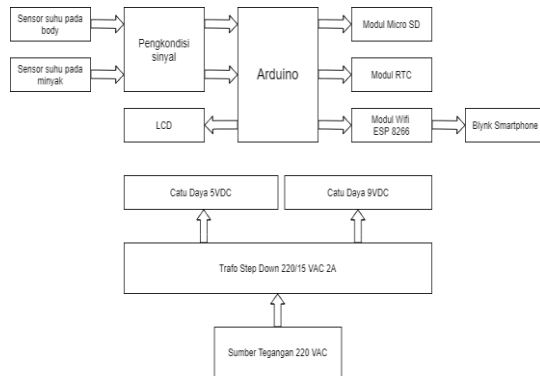 Sensor suhu pada
body
Pengkondisi
sinyal
Arduino
Modul Micro SD
Sensor suhu pada
minyak
Modul RTC
LCD
Modul Wifi
ESP 8266
Blynk Smartphone
Catu Daya 5VDC
Catu Daya 9VDC
Trafo Step Down 220/15 VAC 2A
Sumber Tegangan 220 VAC